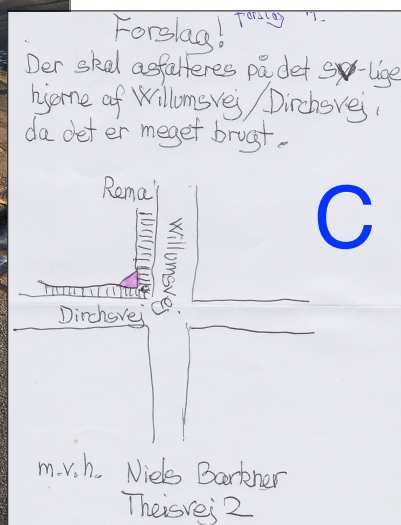 Forslag!
Der skal asfalteres på det sv-lige
hjørne af Willumsvej/Dirchsvej,
da det er meget brugt.
Rema
Willumsvej
C
Dirchsvej
m.v.h. Niels Barkner
Theisvej 2